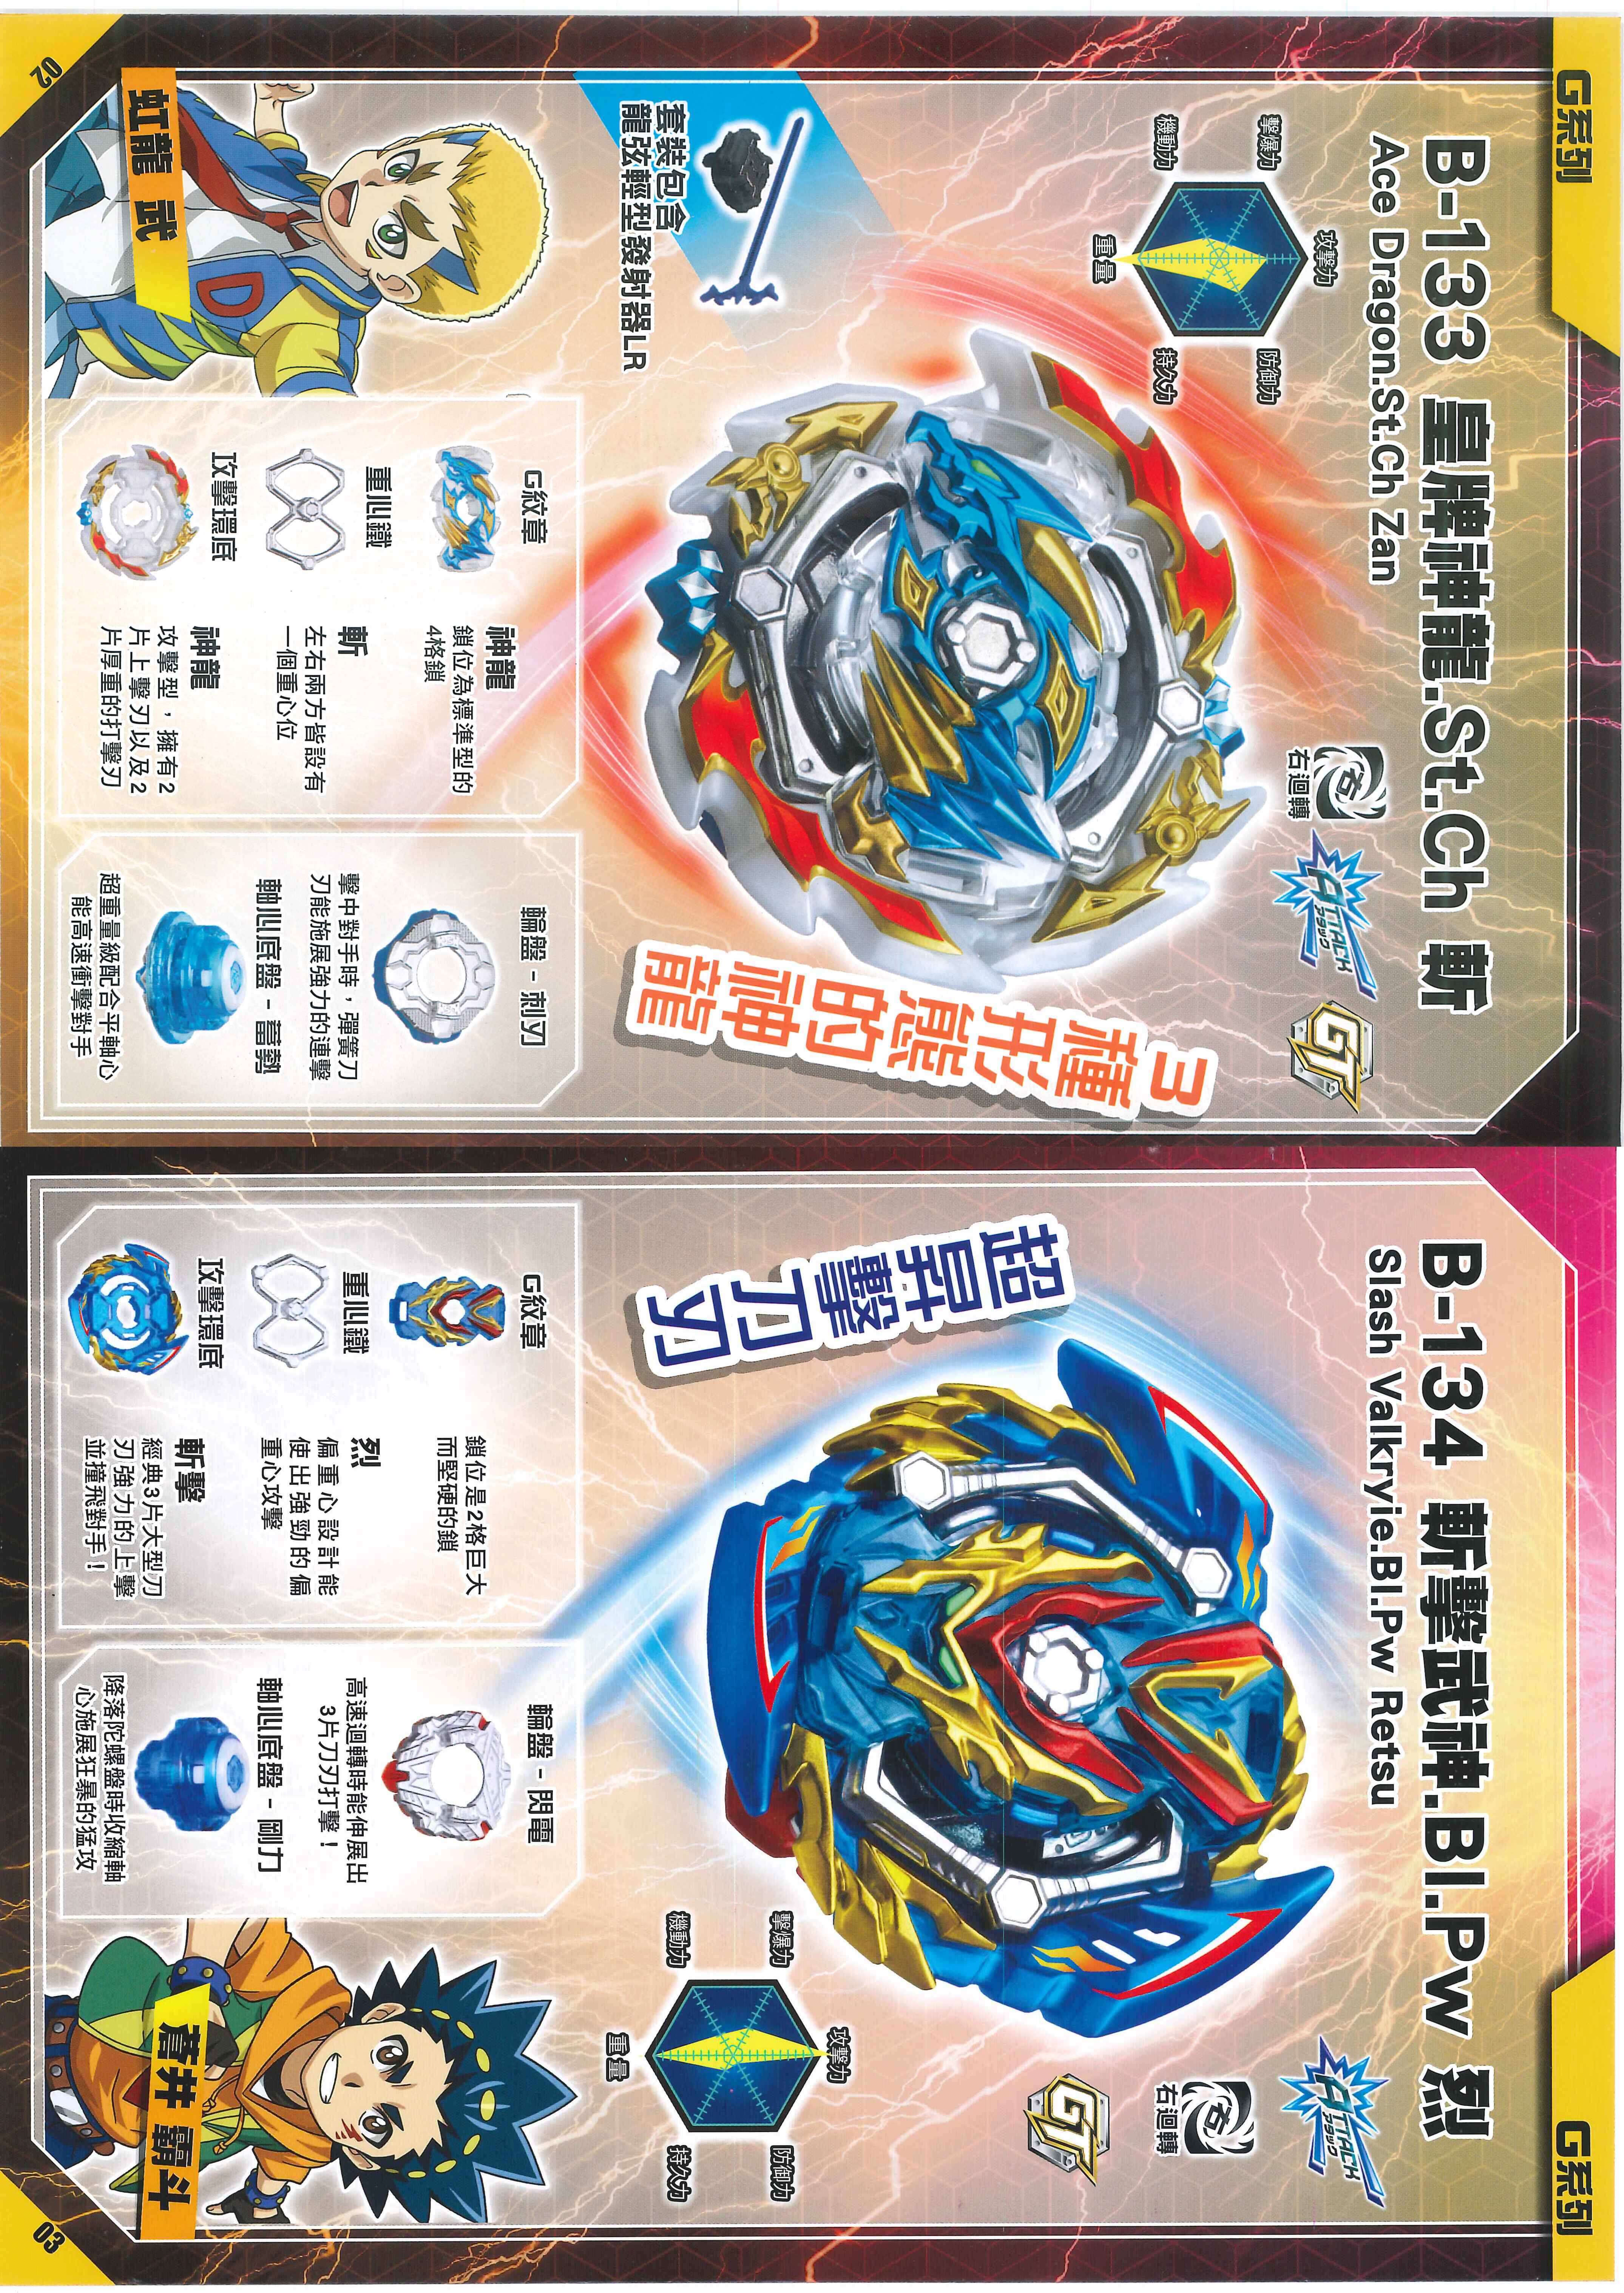 G系列
B-133 皇牌神龍.St.Ch 斬
Ace Dragon.St.Ch Zan
右
右迴轉
ATTACK
アタック
GT
攻擊力
擊爆力
防御力
機動力
持久力
重量
3種形態的神龍
套裝包含
龍弦輕型發射器LR
D
虹龍 武
G紋章
神龍
鎖位為標準型的
4格鎖
重心鐵
斬
左右兩方皆設有
一個重心位
攻擊環底
神龍
攻擊型，擁有2
片上擊刃以及2
片厚重的打擊刃
輪盤 - 刺刃
擊中對手時，彈簧刀
刃能施展強力的連擊
軸心底盤 - 蓄勢
超重量級配合平軸心
能高速衝擊對手
02
G系列
B-134 斬擊武神.Bl.Pw 烈
Slash Valkryie.Bl.Pw Retsu
ATTACK
アタック
右
右迴轉
GT
超昇擊刀刃
攻擊力
擊爆力
防御力
機動力
持久力
重量
G紋章
鎖位是2格巨大
而堅硬的鎖
重心鐵
烈
偏重心設計能
使出強勁的偏
重心攻擊
攻擊環底
斬擊
經典3片大型刀
刃強力的上擊
並撞飛對手！
輪盤 - 閃電
高速迴轉時能伸展出
3片刀刃打擊！
軸心底盤 - 剛力
降落陀螺盤時收縮軸
心施展狂暴的猛攻
蒼井 霸斗
03